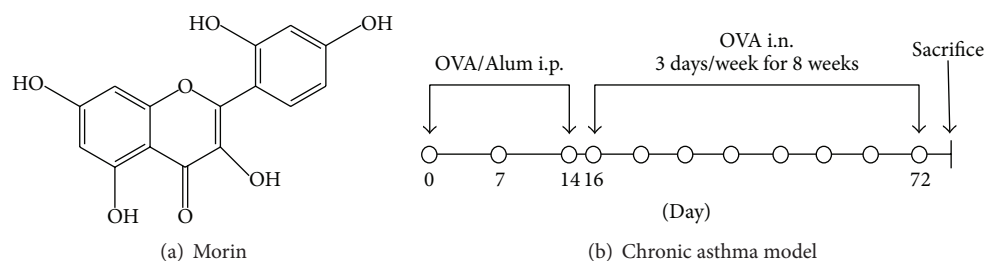 HO
OH
HO
O
OH
OH
O
(a) Morin
OVA/Alum i.p.
OVA i.n.
3 days/week for 8 weeks
Sacrifice
0
7
14
16
72
(Day)
(b) Chronic asthma model